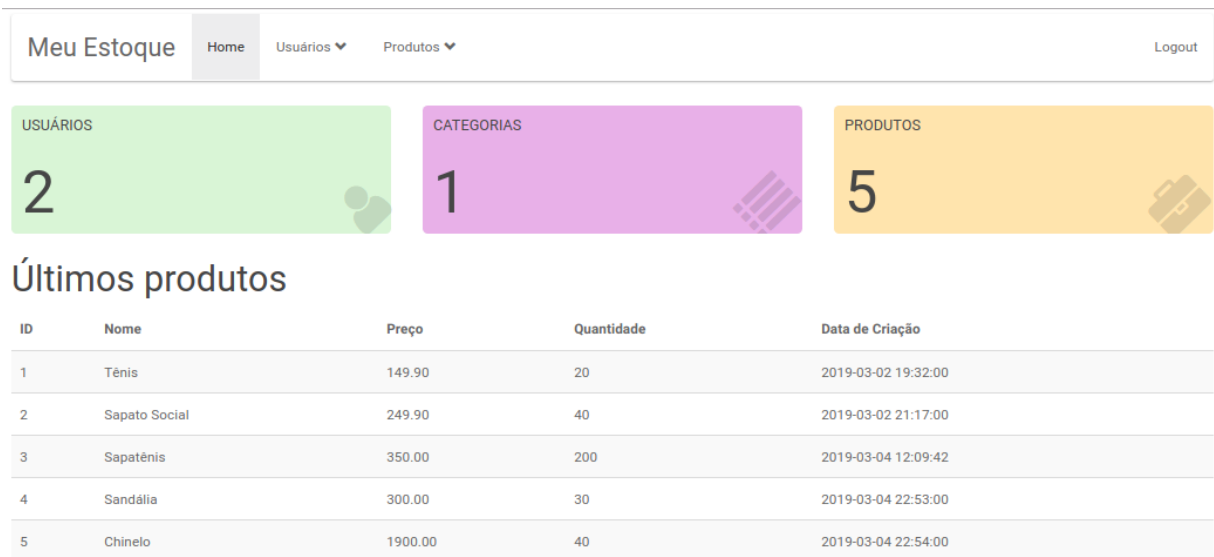 Meu Estoque Home Usuários Produtos Logout
USUÁRIOS CATEGORIAS PRODUTOS
2 1 5
Últimos produtos
ID Nome Preço Quantidade Data de Criação
1 Tênis 149.90 20 2019-03-02 19:32:00
2 Sapato Social 249.90 40 2019-03-02 21:17:00
3 Sapatênis 350.00 200 2019-03-04 12:09:42
4 Sandália 300.00 30 2019-03-04 22:53:00
5 Chinelo 1900.00 40 2019-03-04 22:54:00